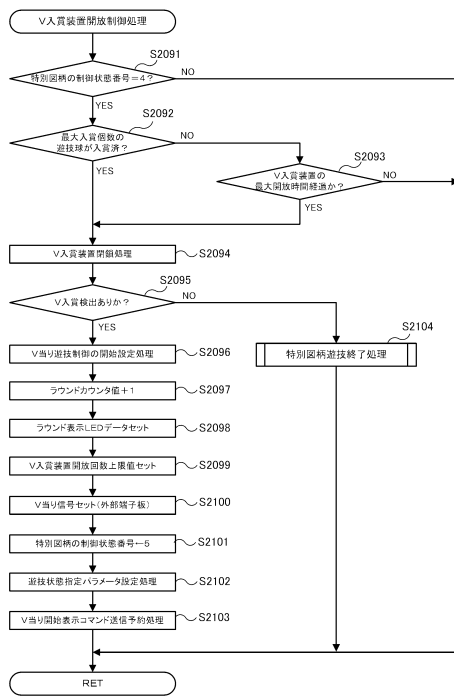 V入賞装置開放制御処理
S2091
特別図柄の制御状態番号=4?
NO
YES
S2092
最大入賞個数の
遊技球が入賞済?
NO
YES
S2093
V入賞装置の
最大開放時間経過か?
NO
YES
V入賞装置閉鎖処理
S2094
S2095
V入賞検出ありか?
NO
YES
S2104
特別図柄遊技終了処理
V当り遊技制御の開始設定処理
S2096
ラウンドカウンタ値+1
S2097
ラウンド表示LEDデータセット
S2098
V入賞装置開放回数上限値セット
S2099
V当り信号セット(外部端子板)
S2100
特別図柄の制御状態番号←5
S2101
遊技状態指定パラメータ設定処理
S2102
V当り開始表示コマンド送信予約処理
S2103
RET